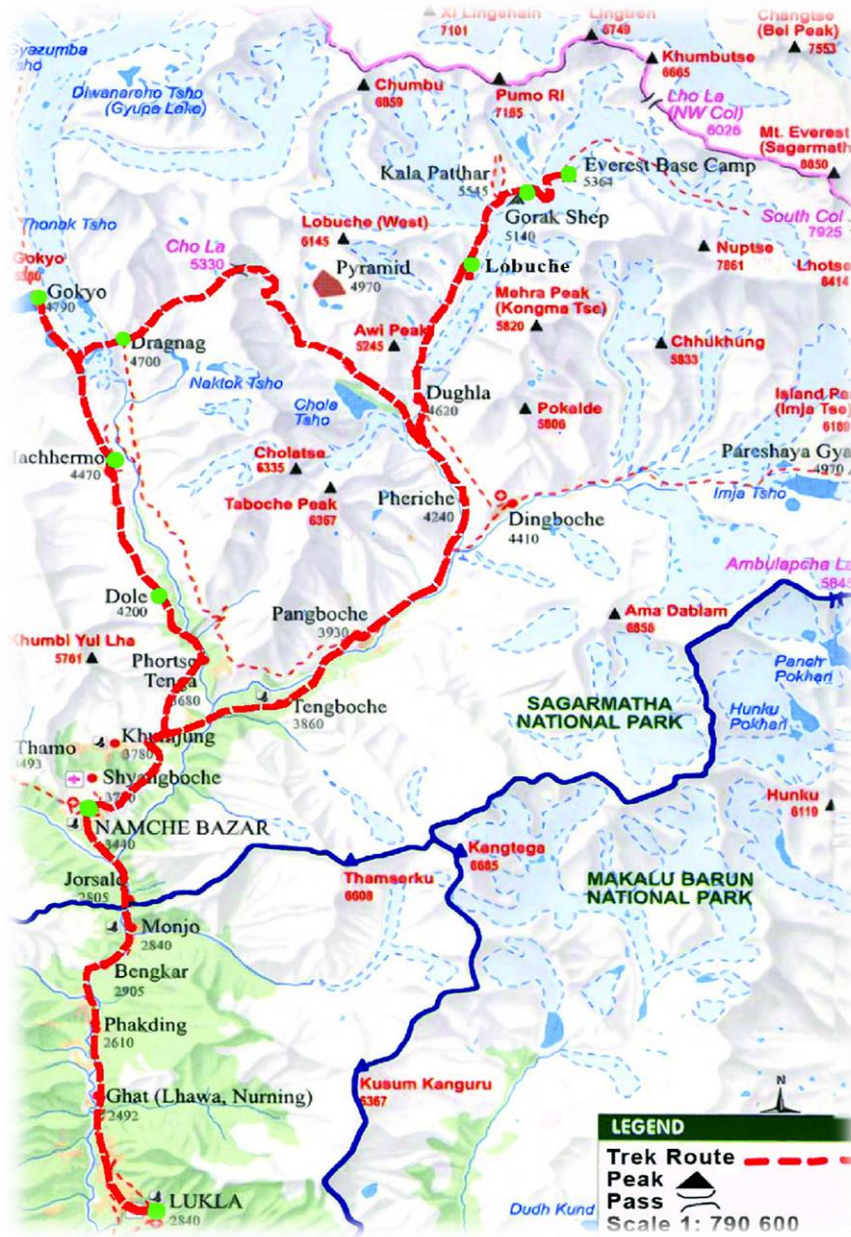 Xi Lingchain
7101
Lingtren
6749
Changtse
(Bei Peak)
7553
Gyazumba
Tsho
Diwanareho Tsho
(Gyupa Lake)
Chumbu
6859
Pumo RI
7165
Khumbutse
6665
Lho La
(NW Col)
6026
Mt. Everest
(Sagarmath
8850
Kala Patthar
5545
Everest Base Camp
5364
Gorak Shep
5140
South Col
7925
Thonak Tsho
Cho La
5330
Lobuche (West)
6145
Nuptse
7861
Lhotse
8414
Gokyo
Gokyo
4790
Pyramid
4970
Lobuche
Mehra Peak
(Kongma Tse)
5820
Dragnag
4700
Awi Peak
5245
Chhukhung
5833
Naktok Tsho
Chola
Tsho
Dughla
4620
Pokalde
5806
Island Pe
(Imja Tse)
6189
Machhermo
4470
Cholatse
6335
Pareshaya Gya
4970
Taboche Peak
6367
Pheriche
4240
Dingboche
4410
Imja Tsho
Ambulapcha La
5845
Dole
4200
Pangboche
3930
Ama Dablam
6856
Khumbi Yul Lha
5761
Phortse
Tenga
3680
Panch
Pokhari
Tengboche
3860
SAGARMATHA
NATIONAL PARK
Hunku
Pokhari
Thamo
3493
Khumjung
3780
Shyangboche
Hunku
6119
NAMCHE BAZAR
3440
Thamserku
6608
Kangtega
6685
MAKALU BARUN
NATIONAL PARK
Jorsale
2805
Monjo
2840
Bengkar
2905
Phakding
2610
Kusum Kanguru
6367
Ghat (Lhawa, Nurning)
2492
N
LEGEND
Trek Route
Peak
Pass
Scale 1: 790 600
LUKLA
2840
Dudh Kund